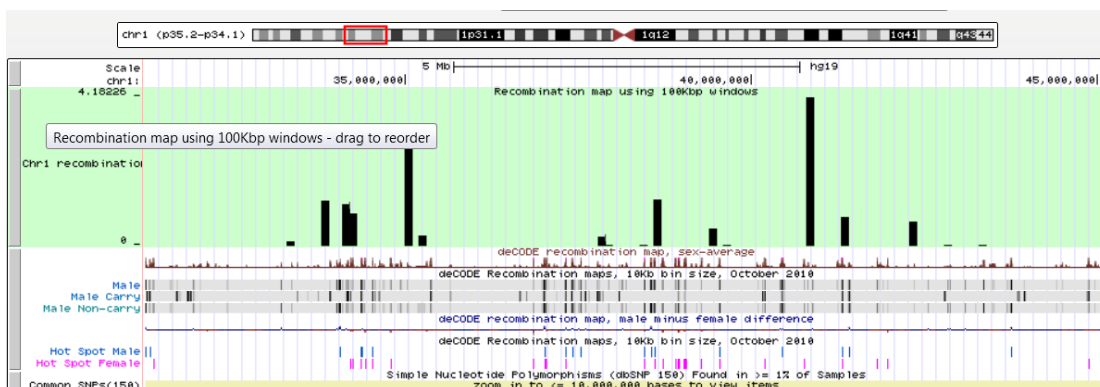 chr1 (p35.2-p34.1) 1p31.1 1q12 1q41 q4344
Scale 5 Mb hg19
chr1: 35,000,000 40,000,000 45,000,000
4.18226 _ Recombination map using 100Kbp windows
Recombination map using 100Kbp windows - drag to reorder
Chr1 recombinatio
0 _
deCODE recombination map, sex-average
deCODE Recombination maps, 10Kb bin size, October 2010
Male
Male Carry
Male Non-carry
deCODE recombination map, male minus female difference
deCODE Recombination maps, 10Kb bin size, October 2010
Hot Spot Male
Hot Spot Female
Simple Nucleotide Polymorphisms (dbSNP 150) Found in >= 1% of Samples
Common SNPs(150) zoom in to <= 10,000,000 bases to view items